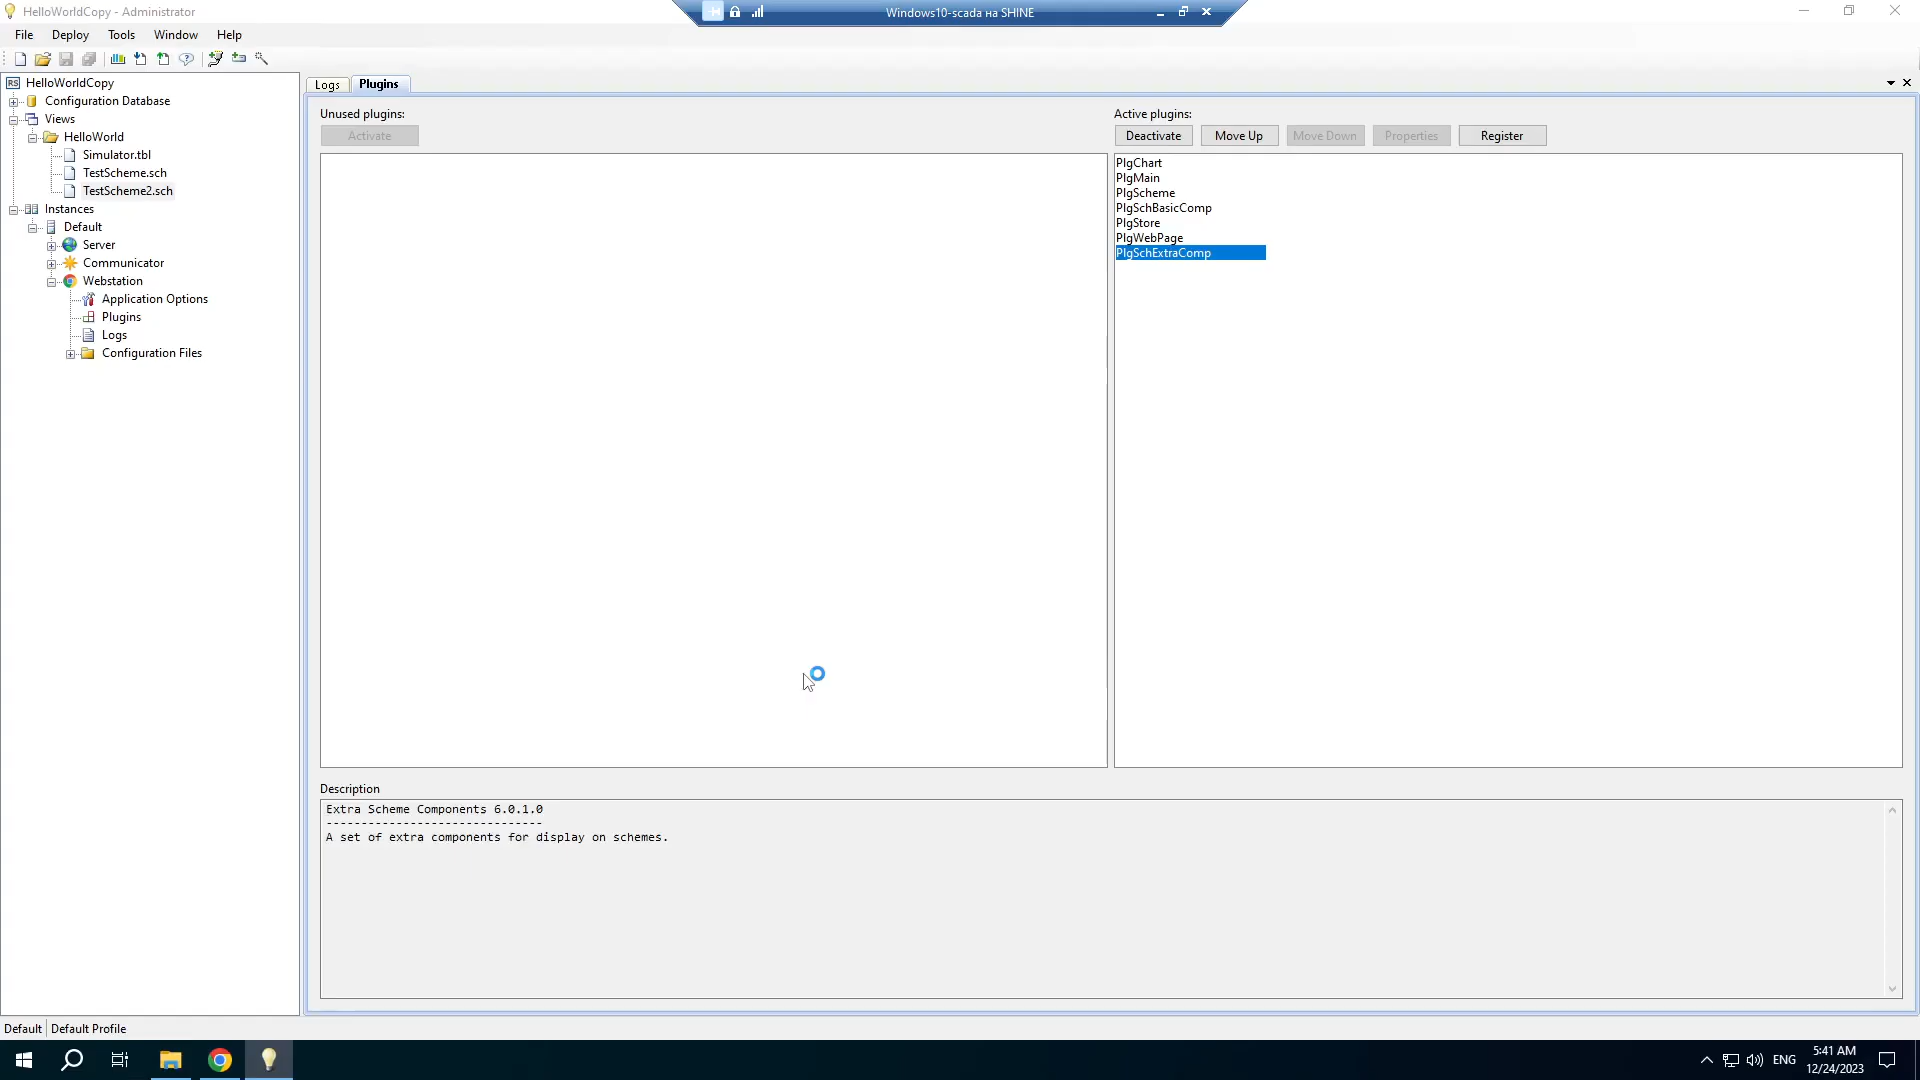 HelloWorldCopy - Administrator
Windows10-scada на SHINE
File Deploy Tools Window Help
RS HelloWorldCopy
Configuration Database
Views
HelloWorld
Simulator.tbl
TestScheme.sch
TestScheme2.sch
Instances
Default
Server
Communicator
Webstation
Application Options
Plugins
Logs
Configuration Files
Logs Plugins
Unused plugins:
Activate
Active plugins:
Deactivate Move Up Move Down Properties Register
PlgChart
PlgMain
PlgScheme
PlgSchBasicComp
PlgStore
PlgWebPage
PlgSchExtraComp
Description
Extra Scheme Components 6.0.1.0
-------------------------------
A set of extra components for display on schemes.
Default Default Profile
ENG
5:41 AM
12/24/2023